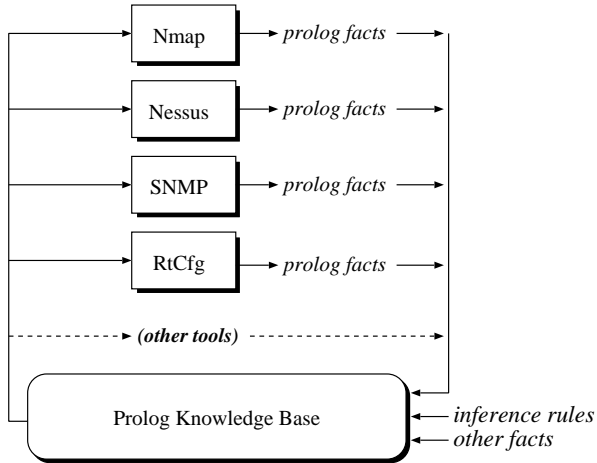 Nmap prolog facts
Nessus prolog facts
SNMP prolog facts
RtCfg prolog facts
(other tools)
Prolog Knowledge Base
inference rules
other facts